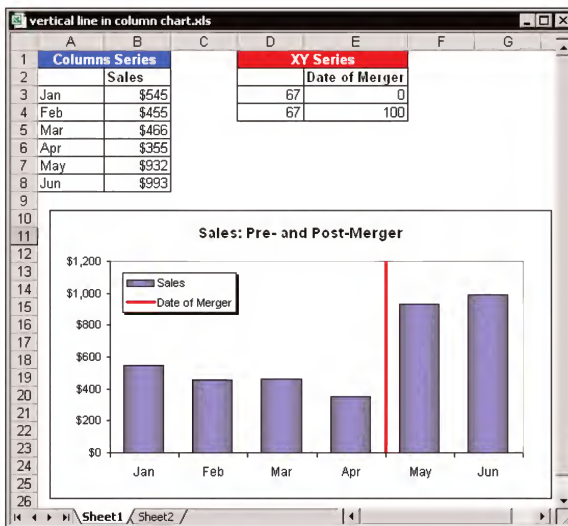 vertical line in column chart.xls
A B C D E F G
1 Columns Series XY Series
2 Sales Date of Merger
3 Jan $545 67 0
4 Feb $455 67 100
5 Mar $466
6 Apr $355
7 May $932
8 Jun $993
9
10
11
12
13
14
15
16
17
18
19
20
21
22
23
24
25
26
Sales: Pre- and Post-Merger
$1,200
$1,000
$800
$600
$400
$200
$0
Sales
Date of Merger
Jan Feb Mar Apr May Jun
Sheet1 Sheet2